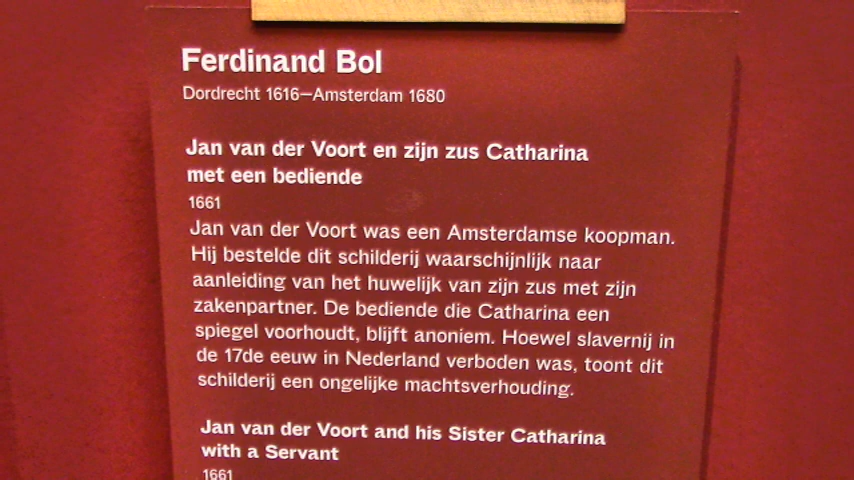 Ferdinand Bol
Dordrecht 1616—Amsterdam 1680
Jan van der Voort en zijn zus Catharina
met een bediende
1661
Jan van der Voort was een Amsterdamse koopman.
Hij bestelde dit schilderij waarschijnlijk naar
aanleiding van het huwelijk van zijn zus met zijn
zakenpartner. De bediende die Catharina een
spiegel voorhoudt, blijft anoniem. Hoewel slavernij in
de 17de eeuw in Nederland verboden was, toont dit
schilderij een ongelijke machtsverhouding.
Jan van der Voort and his Sister Catharina
with a Servant
1661